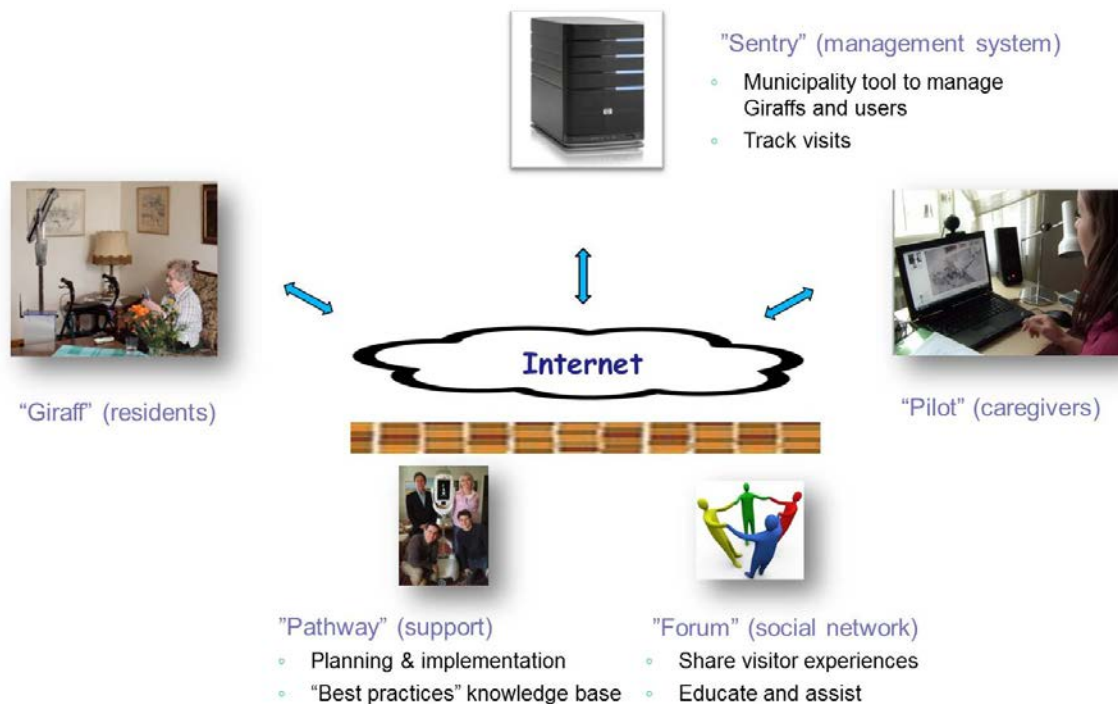 ”Sentry” (management system)
Municipality tool to manage
Giraffs and users
Track visits
Internet
“Giraff” (residents)
“Pilot” (caregivers)
”Pathway” (support)
Planning & implementation
“Best practices” knowledge base
”Forum” (social network)
Share visitor experiences
Educate and assist